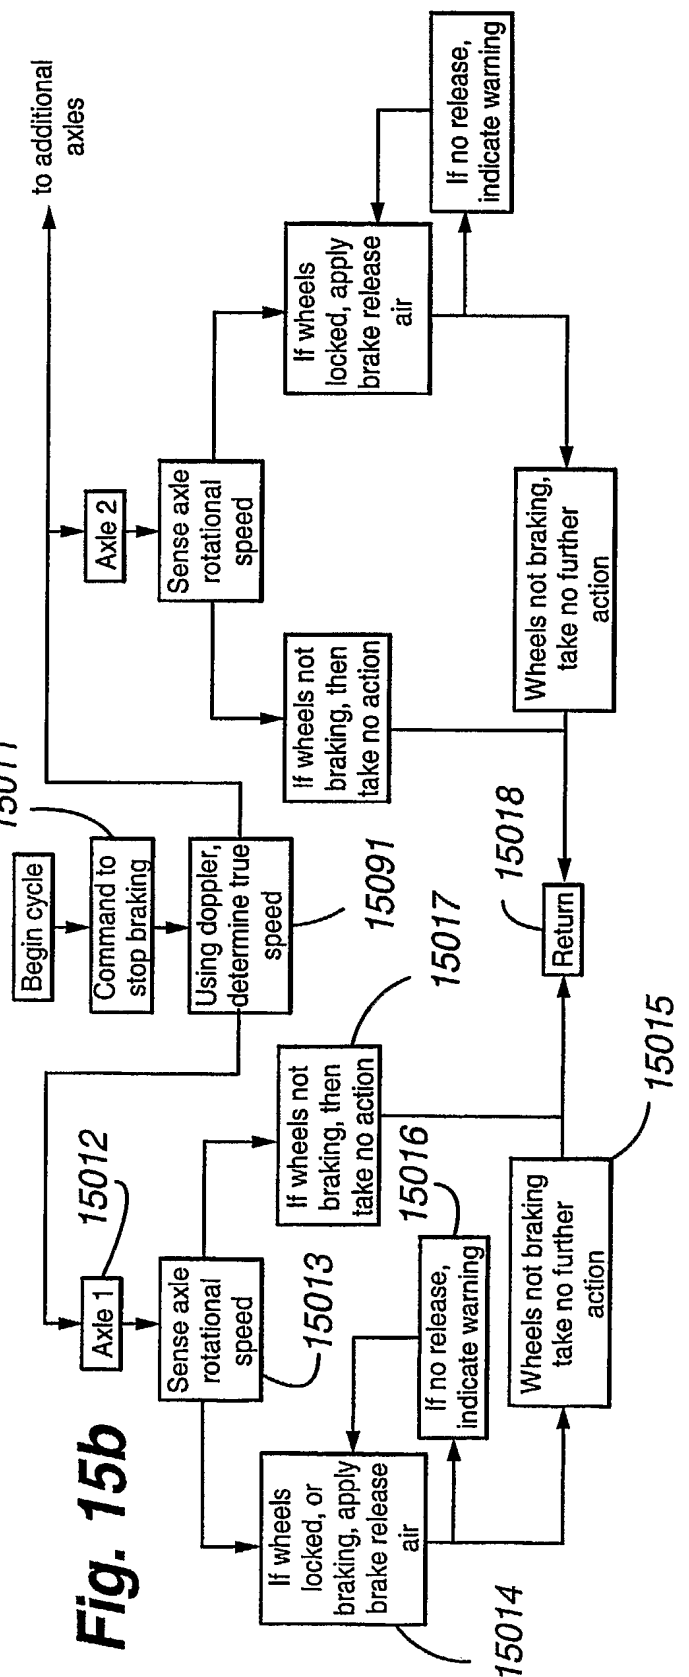 Fig. 15b
15011
Begin cycle
Command to
stop braking
Using doppler,
determine true
speed
15091
to additional
axles
Axle 1
15012
Sense axle
rotational
speed
15013
If wheels
locked, or
braking, apply
brake release
air
15014
If no release,
indicate warning
15016
If wheels not
braking, then
take no action
15017
Wheels not braking
take no further
action
15015
Return
15018
Axle 2
Sense axle
rotational
speed
If wheels not
braking, then
take no action
If wheels
locked, apply
brake release
air
If no release,
indicate warning
Wheels not braking,
take no further
action